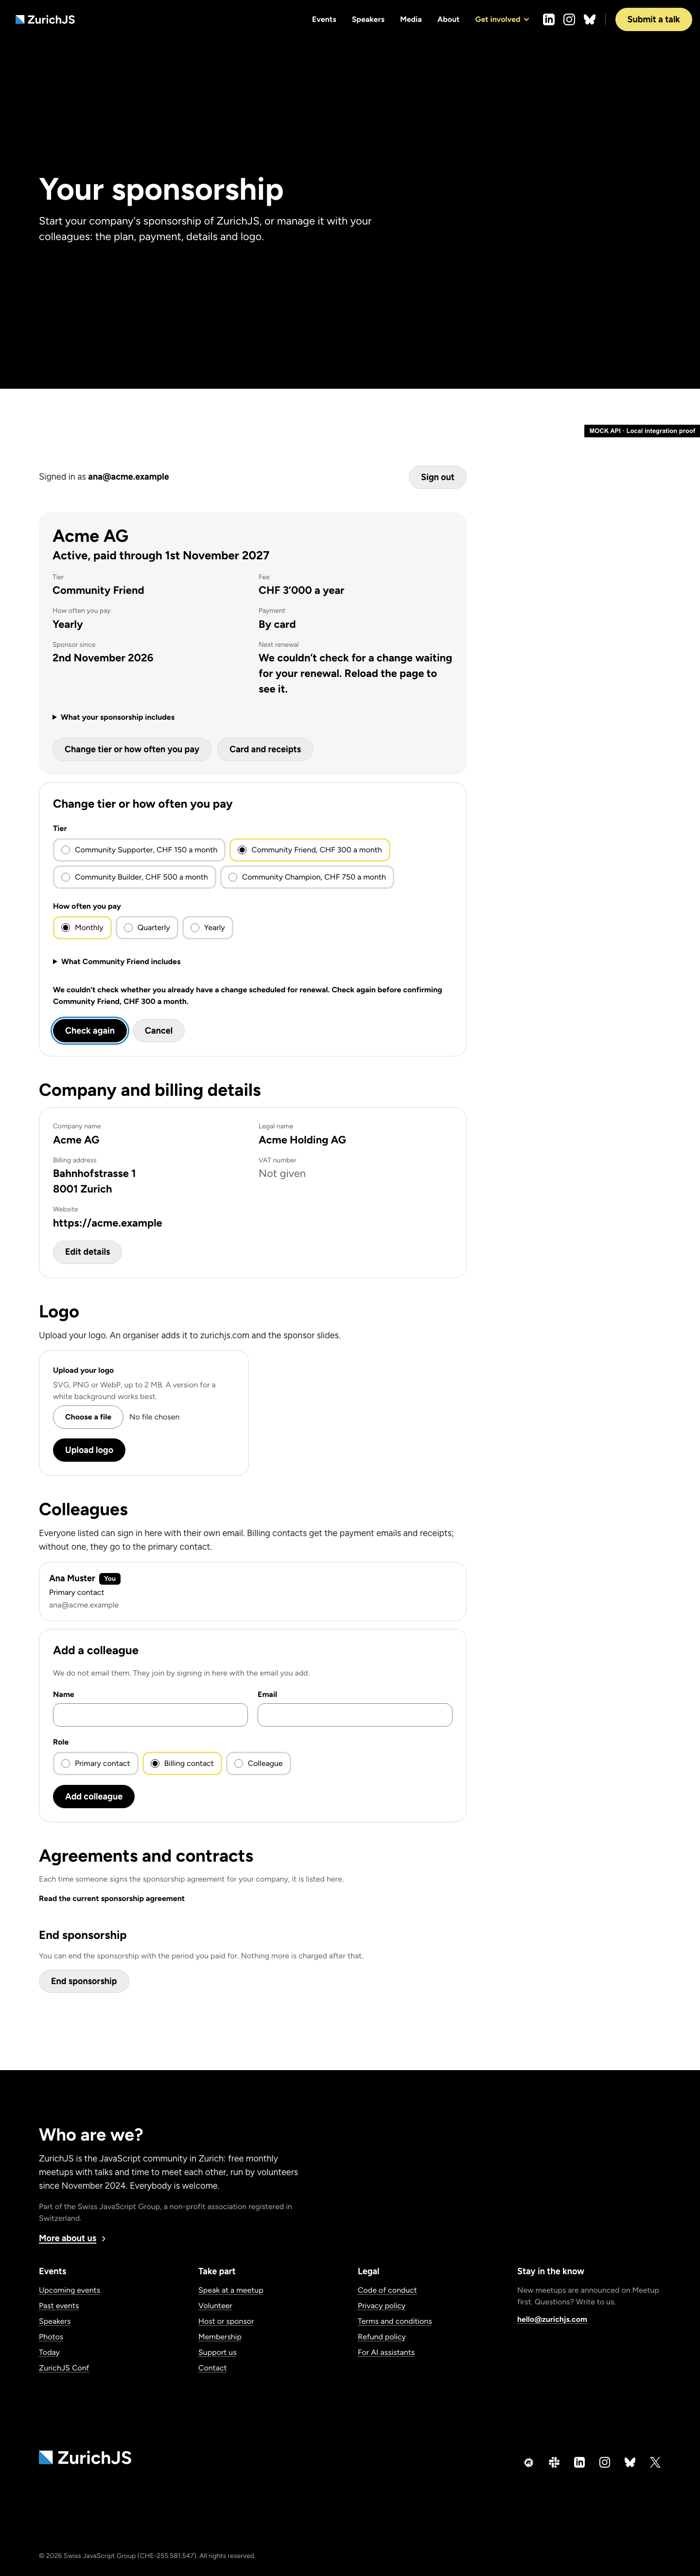 ZurichJS
Events
Speakers
Media
About
Get involved
Submit a talk
Your sponsorship
Start your company's sponsorship of ZurichJS, or manage it with your
colleagues: the plan, payment, details and logo.
MOCK API · Local integration proof
Signed in as ana@acme.example
Sign out
Acme AG
Active, paid through 1st November 2027
Tier
Community Friend
Fee
CHF 3’000 a year
How often you pay
Yearly
Payment
By card
Sponsor since
2nd November 2026
Next renewal
We couldn’t check for a change waiting
for your renewal. Reload the page to
see it.
What your sponsorship includes
Change tier or how often you pay
Card and receipts
Change tier or how often you pay
Tier
Community Supporter, CHF 150 a month
Community Friend, CHF 300 a month
Community Builder, CHF 500 a month
Community Champion, CHF 750 a month
How often you pay
Monthly
Quarterly
Yearly
What Community Friend includes
We couldn’t check whether you already have a change scheduled for renewal. Check again before confirming
Community Friend, CHF 300 a month.
Check again
Cancel
Company and billing details
Company name
Acme AG
Legal name
Acme Holding AG
Billing address
Bahnhofstrasse 1
8001 Zurich
VAT number
Not given
Website
https://acme.example
Edit details
Logo
Upload your logo. An organiser adds it to zurichjs.com and the sponsor slides.
Upload your logo
SVG, PNG or WebP, up to 2 MB. A version for a
white background works best.
Choose a file
No file chosen
Upload logo
Colleagues
Everyone listed can sign in here with their own email. Billing contacts get the payment emails and receipts;
without one, they go to the primary contact.
Ana Muster
You
Primary contact
ana@acme.example
Add a colleague
We do not email them. They join by signing in here with the email you add.
Name
Email
Role
Primary contact
Billing contact
Colleague
Add colleague
Agreements and contracts
Each time someone signs the sponsorship agreement for your company, it is listed here.
Read the current sponsorship agreement
End sponsorship
You can end the sponsorship with the period you paid for. Nothing more is charged after that.
End sponsorship
Who are we?
ZurichJS is the JavaScript community in Zurich: free monthly
meetups with talks and time to meet each other, run by volunteers
since November 2024. Everybody is welcome.
Part of the Swiss JavaScript Group, a non-profit association registered in
Switzerland.
More about us
Events
Upcoming events
Past events
Speakers
Photos
Today
ZurichJS Conf
Take part
Speak at a meetup
Volunteer
Host or sponsor
Membership
Support us
Contact
Legal
Code of conduct
Privacy policy
Terms and conditions
Refund policy
For AI assistants
Stay in the know
New meetups are announced on Meetup
first. Questions? Write to us.
hello@zurichjs.com
ZurichJS
© 2026 Swiss JavaScript Group (CHE-255.581.547). All rights reserved.